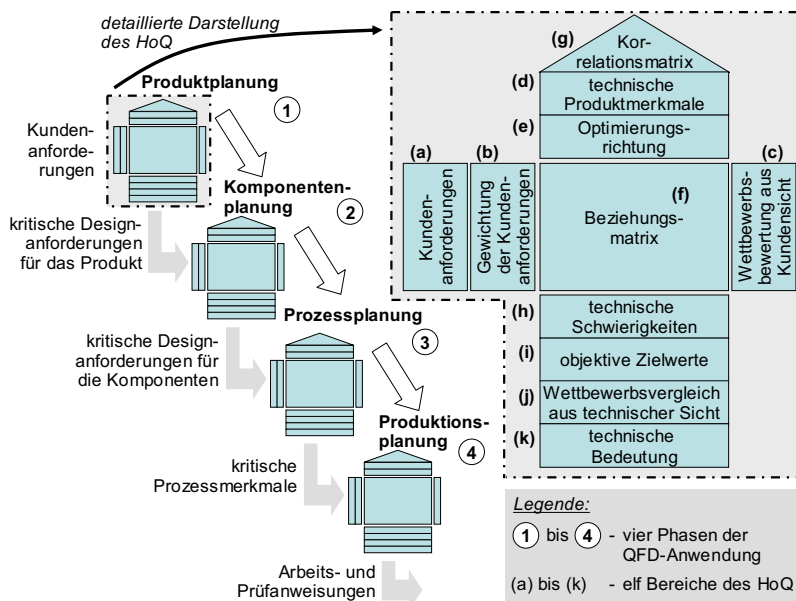 detaillierte Darstellung
des HoQ
Produktplanung
1
Kunden-
anforde-
rungen
Komponenten-
planung
2
kritische Design-
anforderungen
für das Produkt
Prozessplanung
3
kritische Design-
anforderungen für
die Komponenten
Produktions-
planung
4
kritische
Prozessmerkmale
Arbeits- und
Prüfanweisungen
(g)
Kor-
relationsmatrix
(d)
technische
Produktmerkmale
(e)
Optimierungs-
richtung
(a)
Kunden-
anforderungen
(b)
Gewichtung
der Kunden-
anforderungen
(f)
Beziehungs-
matrix
(c)
Wettbewerbs-
bewertung aus
Kundensicht
(h)
technische
Schwierigkeiten
(i)
objektive Zielwerte
(j)
Wettbewerbsvergleich
aus technischer Sicht
(k)
technische
Bedeutung
Legende:
1 bis 4 - vier Phasen der
QFD-Anwendung
(a) bis (k) - elf Bereiche des HoQ